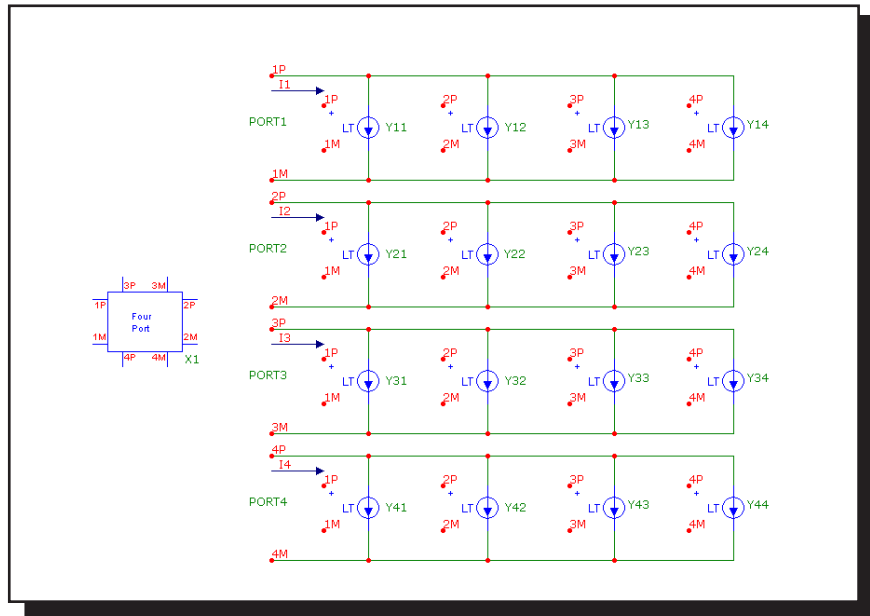 1P
I1
1P 2P 3P 4P
+ + + +
PORT1 LT Y11 LT Y12 LT Y13 LT Y14
1M 2M 3M 4M
1M
2P
I2
1P 2P 3P 4P
+ + + +
PORT2 LT Y21 LT Y22 LT Y23 LT Y24
1M 2M 3M 4M
2M
3P 3M
1P 2P
Four
Port
1M 2M
4P 4M X1
3P
I3
1P 2P 3P 4P
+ + + +
PORT3 LT Y31 LT Y32 LT Y33 LT Y34
1M 2M 3M 4M
3M
4P
I4
1P 2P 3P 4P
+ + + +
PORT4 LT Y41 LT Y42 LT Y43 LT Y44
1M 2M 3M 4M
4M